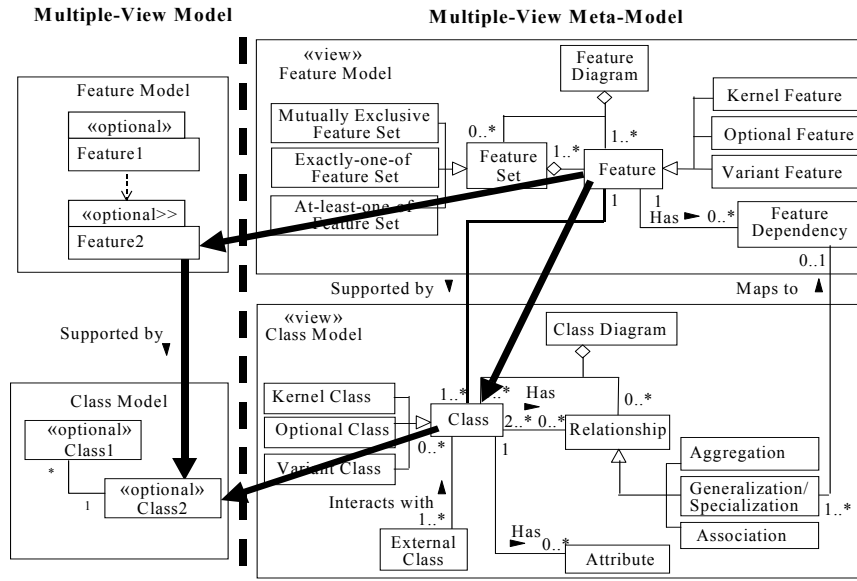 Multiple-View Model
Multiple-View Meta-Model
Feature Model
«optional»
Feature1
«optional>>
Feature2
Supported by
Class Model
«optional»
Class1
*
1
«optional»
Class2
«view»
Feature Model
Feature
Diagram
Mutually Exclusive
Feature Set
Exactly-one-of
Feature Set
At-least-one-of
Feature Set
0..*
1..*
1..*
Feature
Set
Feature
Kernel Feature
Optional Feature
Variant Feature
1
1
Has
0..*
Feature
Dependency
0..1
Supported by
Maps to
«view»
Class Model
Class Diagram
Kernel Class
Optional Class
Variant Class
1..*
Has
0..*
Class
2..*
0..*
Relationship
0..*
1
Aggregation
Generalization/
Specialization
Association
1..*
Interacts with
1..*
External
Class
Has
0..*
Attribute